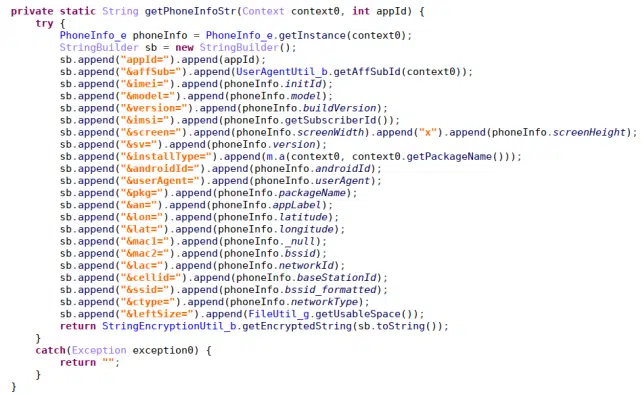 private static String getPhoneInfoStr(Context context0, int appId) {
try {
PhoneInfo_e phoneInfo = PhoneInfo_e.getInstance(context0);
StringBuilder sb = new StringBuilder();
sb.append("appId=").append(appId);
sb.append("&affSub=").append(UserAgentUtil_b.getAffSubId(context0));
sb.append("&imei=").append(phoneInfo.initId);
sb.append("&model=").append(phoneInfo.model);
sb.append("&version=").append(phoneInfo.buildVersion);
sb.append("&imsi=").append(phoneInfo.getSubscriberId());
sb.append("&screen=").append(phoneInfo.screenWidth).append("x").append(phoneInfo.screenHeight);
sb.append("&sv=").append(phoneInfo.version);
sb.append("&installType=").append(m.a(context0, context0.getPackageName()));
sb.append("&androidId=").append(phoneInfo.androidId);
sb.append("&userAgent=").append(phoneInfo.userAgent);
sb.append("&pkg=").append(phoneInfo.packageName);
sb.append("&an=").append(phoneInfo.appLabel);
sb.append("&lon=").append(phoneInfo.latitude);
sb.append("&lat=").append(phoneInfo.longitude);
sb.append("&mac1=").append(phoneInfo._null);
sb.append("&mac2=").append(phoneInfo.bssid);
sb.append("&lac=").append(phoneInfo.networkId);
sb.append("&cellid=").append(phoneInfo.baseStationId);
sb.append("&ssid=").append(phoneInfo.bssid_formatted);
sb.append("&ctype=").append(phoneInfo.networkType);
sb.append("&leftSize=").append(FileUtil_g.getUsableSpace());
return StringEncryptionUtil_b.getEncryptedString(sb.toString());
}
catch(Exception exception0) {
return "";
}
}